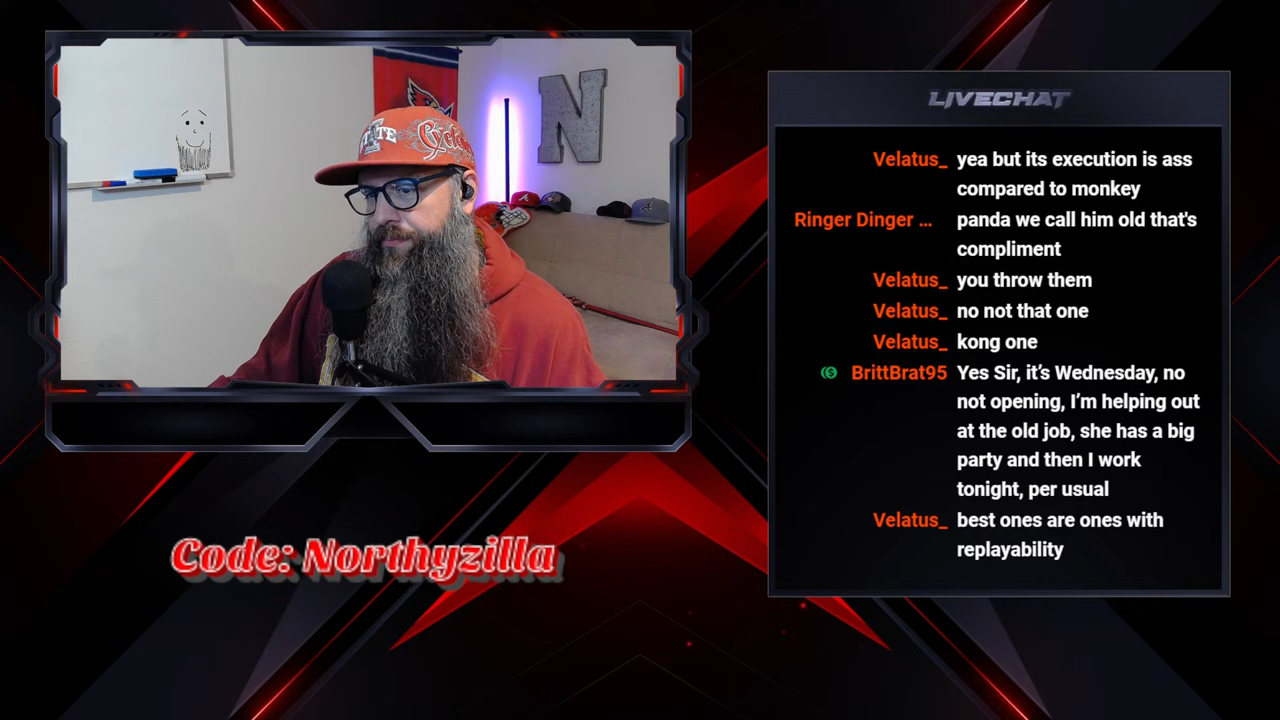 STATE
Cyclones
N
LIVECHAT
Velatus_ yea but its execution is ass
compared to monkey
Ringer Dinger ... panda we call him old that's
compliment
Velatus_ you throw them
Velatus_ no not that one
Velatus_ kong one
BrittBrat95 Yes Sir, it’s Wednesday, no
not opening, I’m helping out
at the old job, she has a big
party and then I work
tonight, per usual
Velatus_ best ones are ones with
replayability
Code: Northyzilla